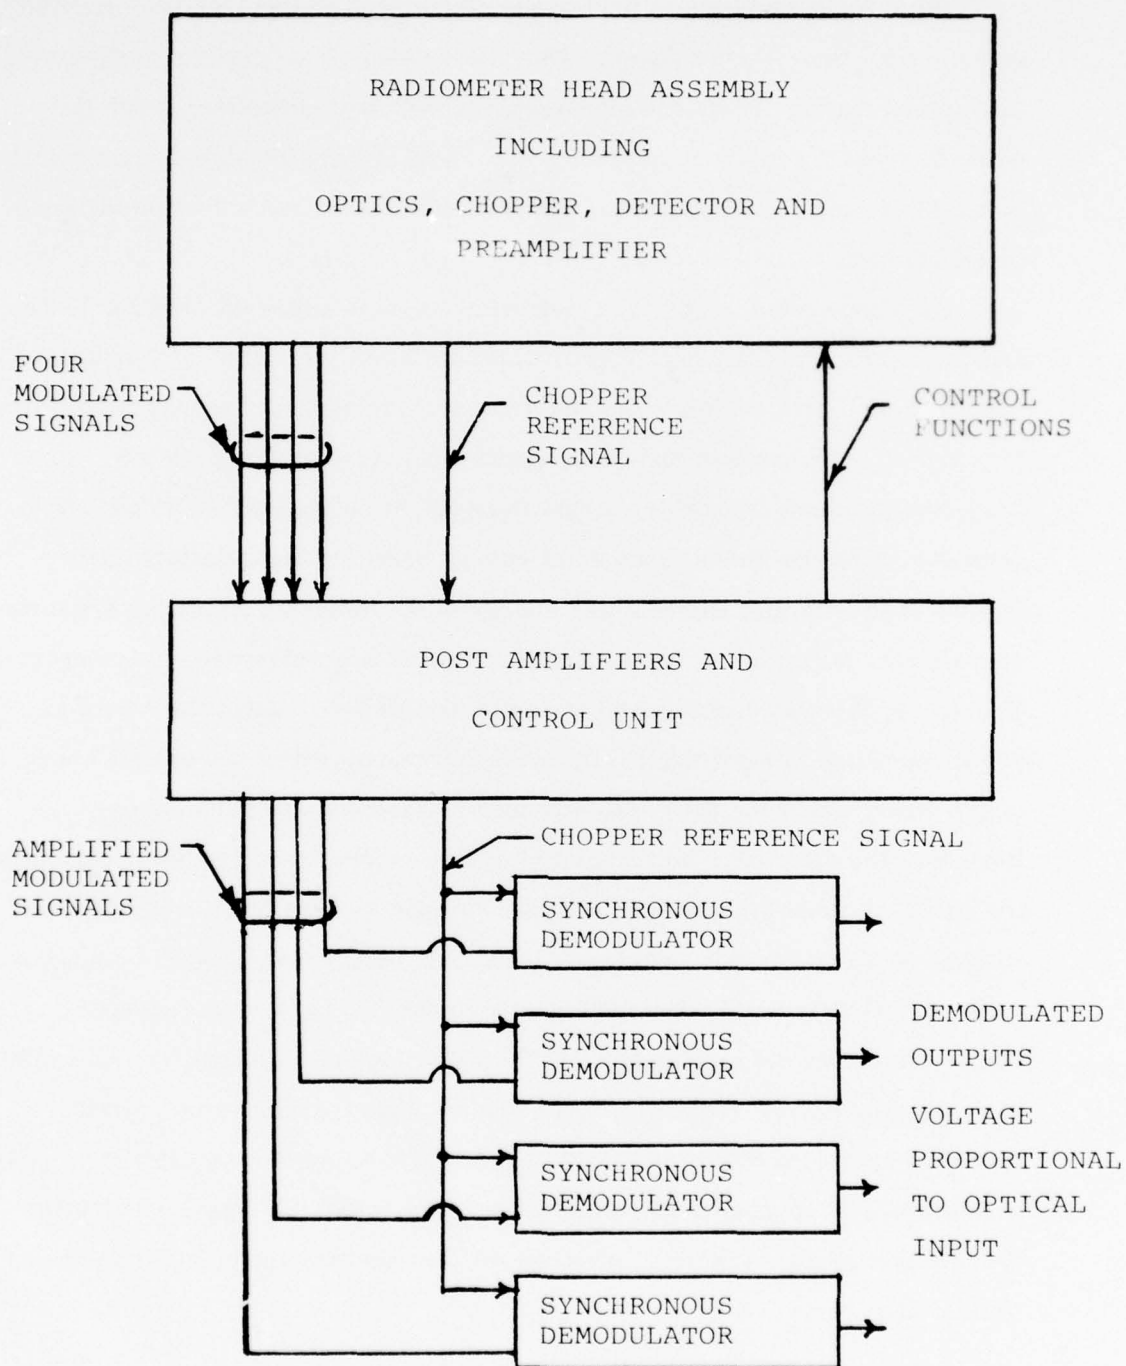 RADIOMETER HEAD ASSEMBLY
INCLUDING
OPTICS, CHOPPER, DETECTOR AND
PREAMPLIFIER
FOUR
MODULATED
SIGNALS
CHOPPER
REFERENCE
SIGNAL
CONTROL
FUNCTIONS
POST AMPLIFIERS AND
CONTROL UNIT
AMPLIFIED
MODULATED
SIGNALS
CHOPPER REFERENCE SIGNAL
SYNCHRONOUS
DEMODULATOR
SYNCHRONOUS
DEMODULATOR
SYNCHRONOUS
DEMODULATOR
SYNCHRONOUS
DEMODULATOR
DEMODULATED
OUTPUTS
VOLTAGE
PROPORTIONAL
TO OPTICAL
INPUT